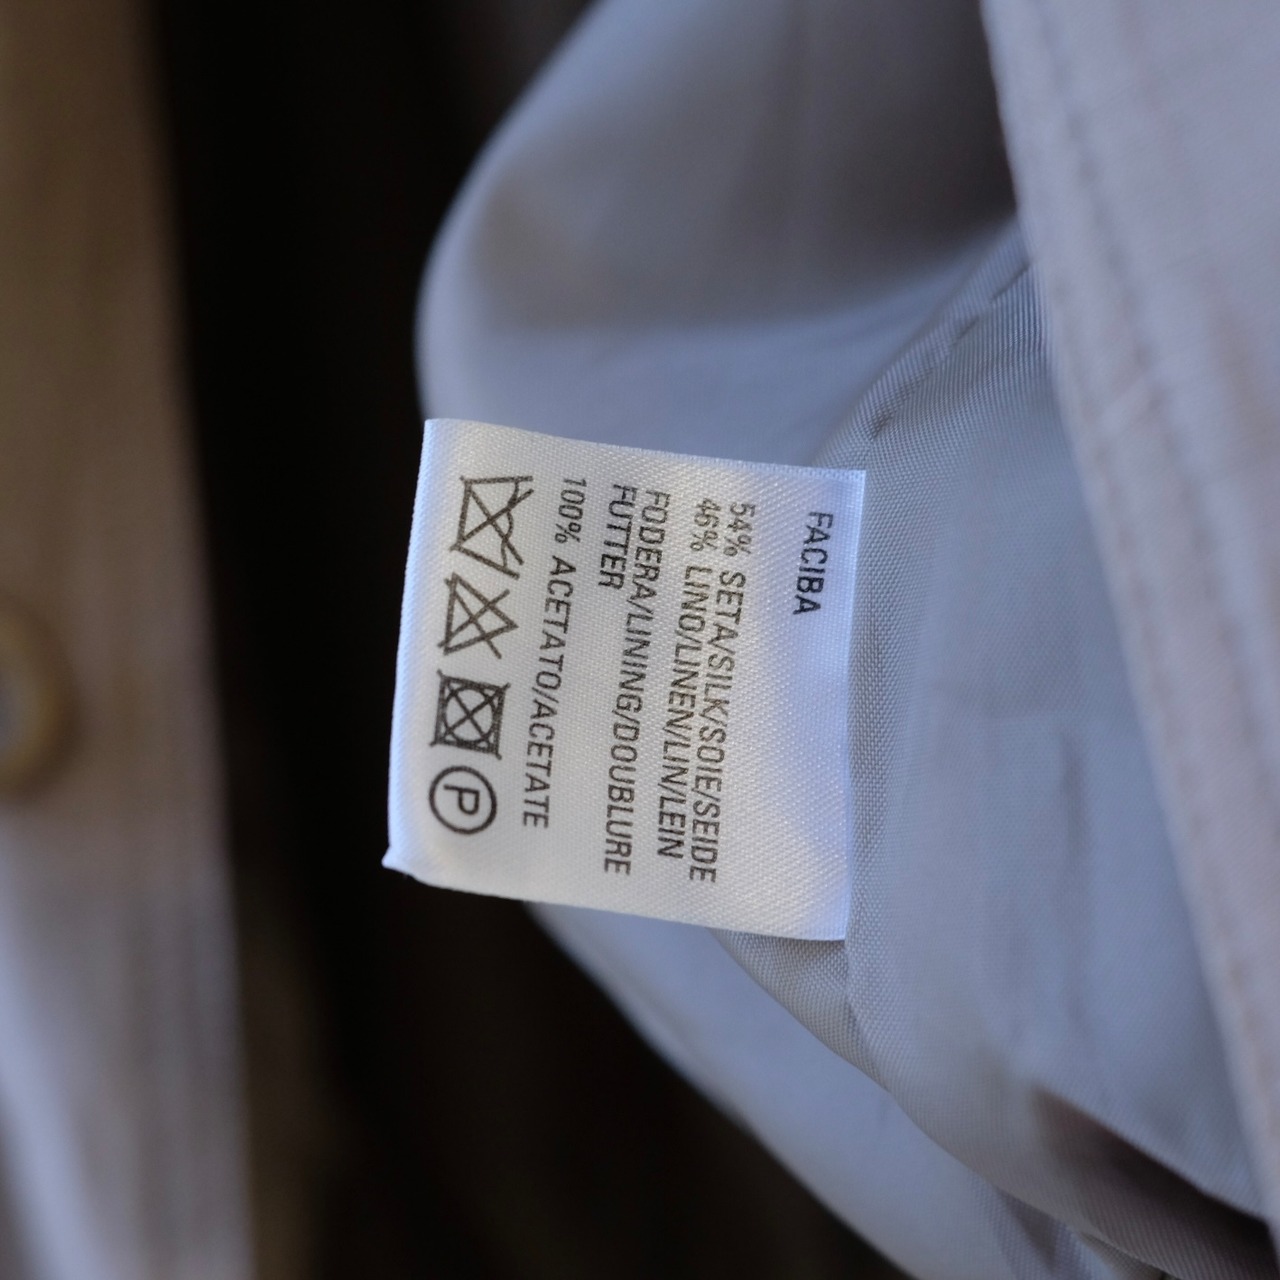 FACIBA
54% SETA/SILK/SOIE/SEIDE
46% LINO/LINEN/LIN/LEIN
FODERA/LINING/DOUBLURE
FUTTER
100% ACETATO/ACETATE
P